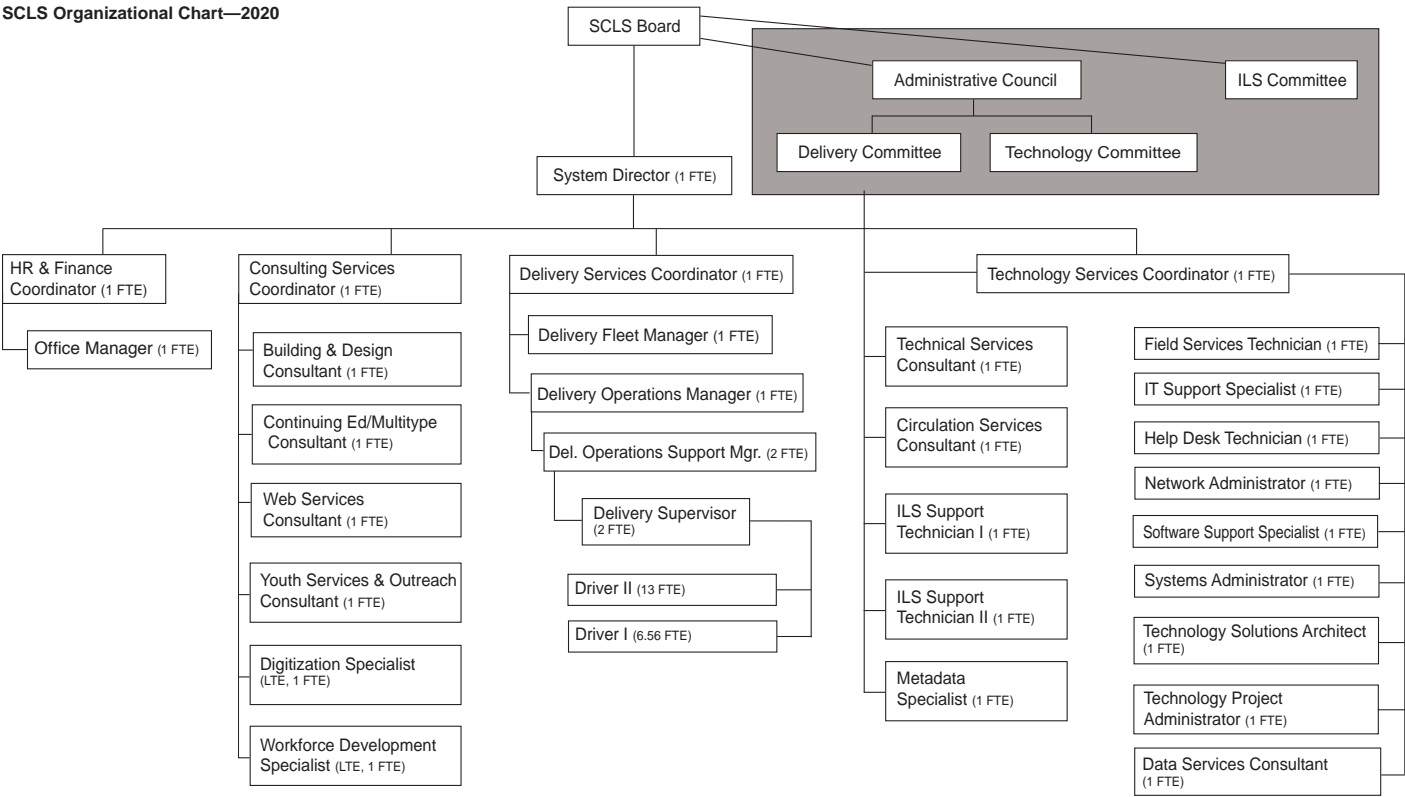 SCLS Organizational Chart—2020
SCLS Board
Administrative Council
ILS Committee
Delivery Committee
Technology Committee
System Director (1 FTE)
HR & Finance
Coordinator (1 FTE)
Office Manager (1 FTE)
Consulting Services
Coordinator (1 FTE)
Building & Design
Consultant (1 FTE)
Continuing Ed/Multitype
Consultant (1 FTE)
Web Services
Consultant (1 FTE)
Youth Services & Outreach
Consultant (1 FTE)
Digitization Specialist
(LTE, 1 FTE)
Workforce Development
Specialist (LTE, 1 FTE)
Delivery Services Coordinator (1 FTE)
Delivery Fleet Manager (1 FTE)
Delivery Operations Manager (1 FTE)
Del. Operations Support Mgr. (2 FTE)
Delivery Supervisor
(2 FTE)
Driver II (13 FTE)
Driver I (6.56 FTE)
Technology Services Coordinator (1 FTE)
Technical Services
Consultant (1 FTE)
Circulation Services
Consultant (1 FTE)
ILS Support
Technician I (1 FTE)
ILS Support
Technician II (1 FTE)
Metadata
Specialist (1 FTE)
Field Services Technician (1 FTE)
IT Support Specialist (1 FTE)
Help Desk Technician (1 FTE)
Network Administrator (1 FTE)
Software Support Specialist (1 FTE)
Systems Administrator (1 FTE)
Technology Solutions Architect
(1 FTE)
Technology Project
Administrator (1 FTE)
Data Services Consultant
(1 FTE)